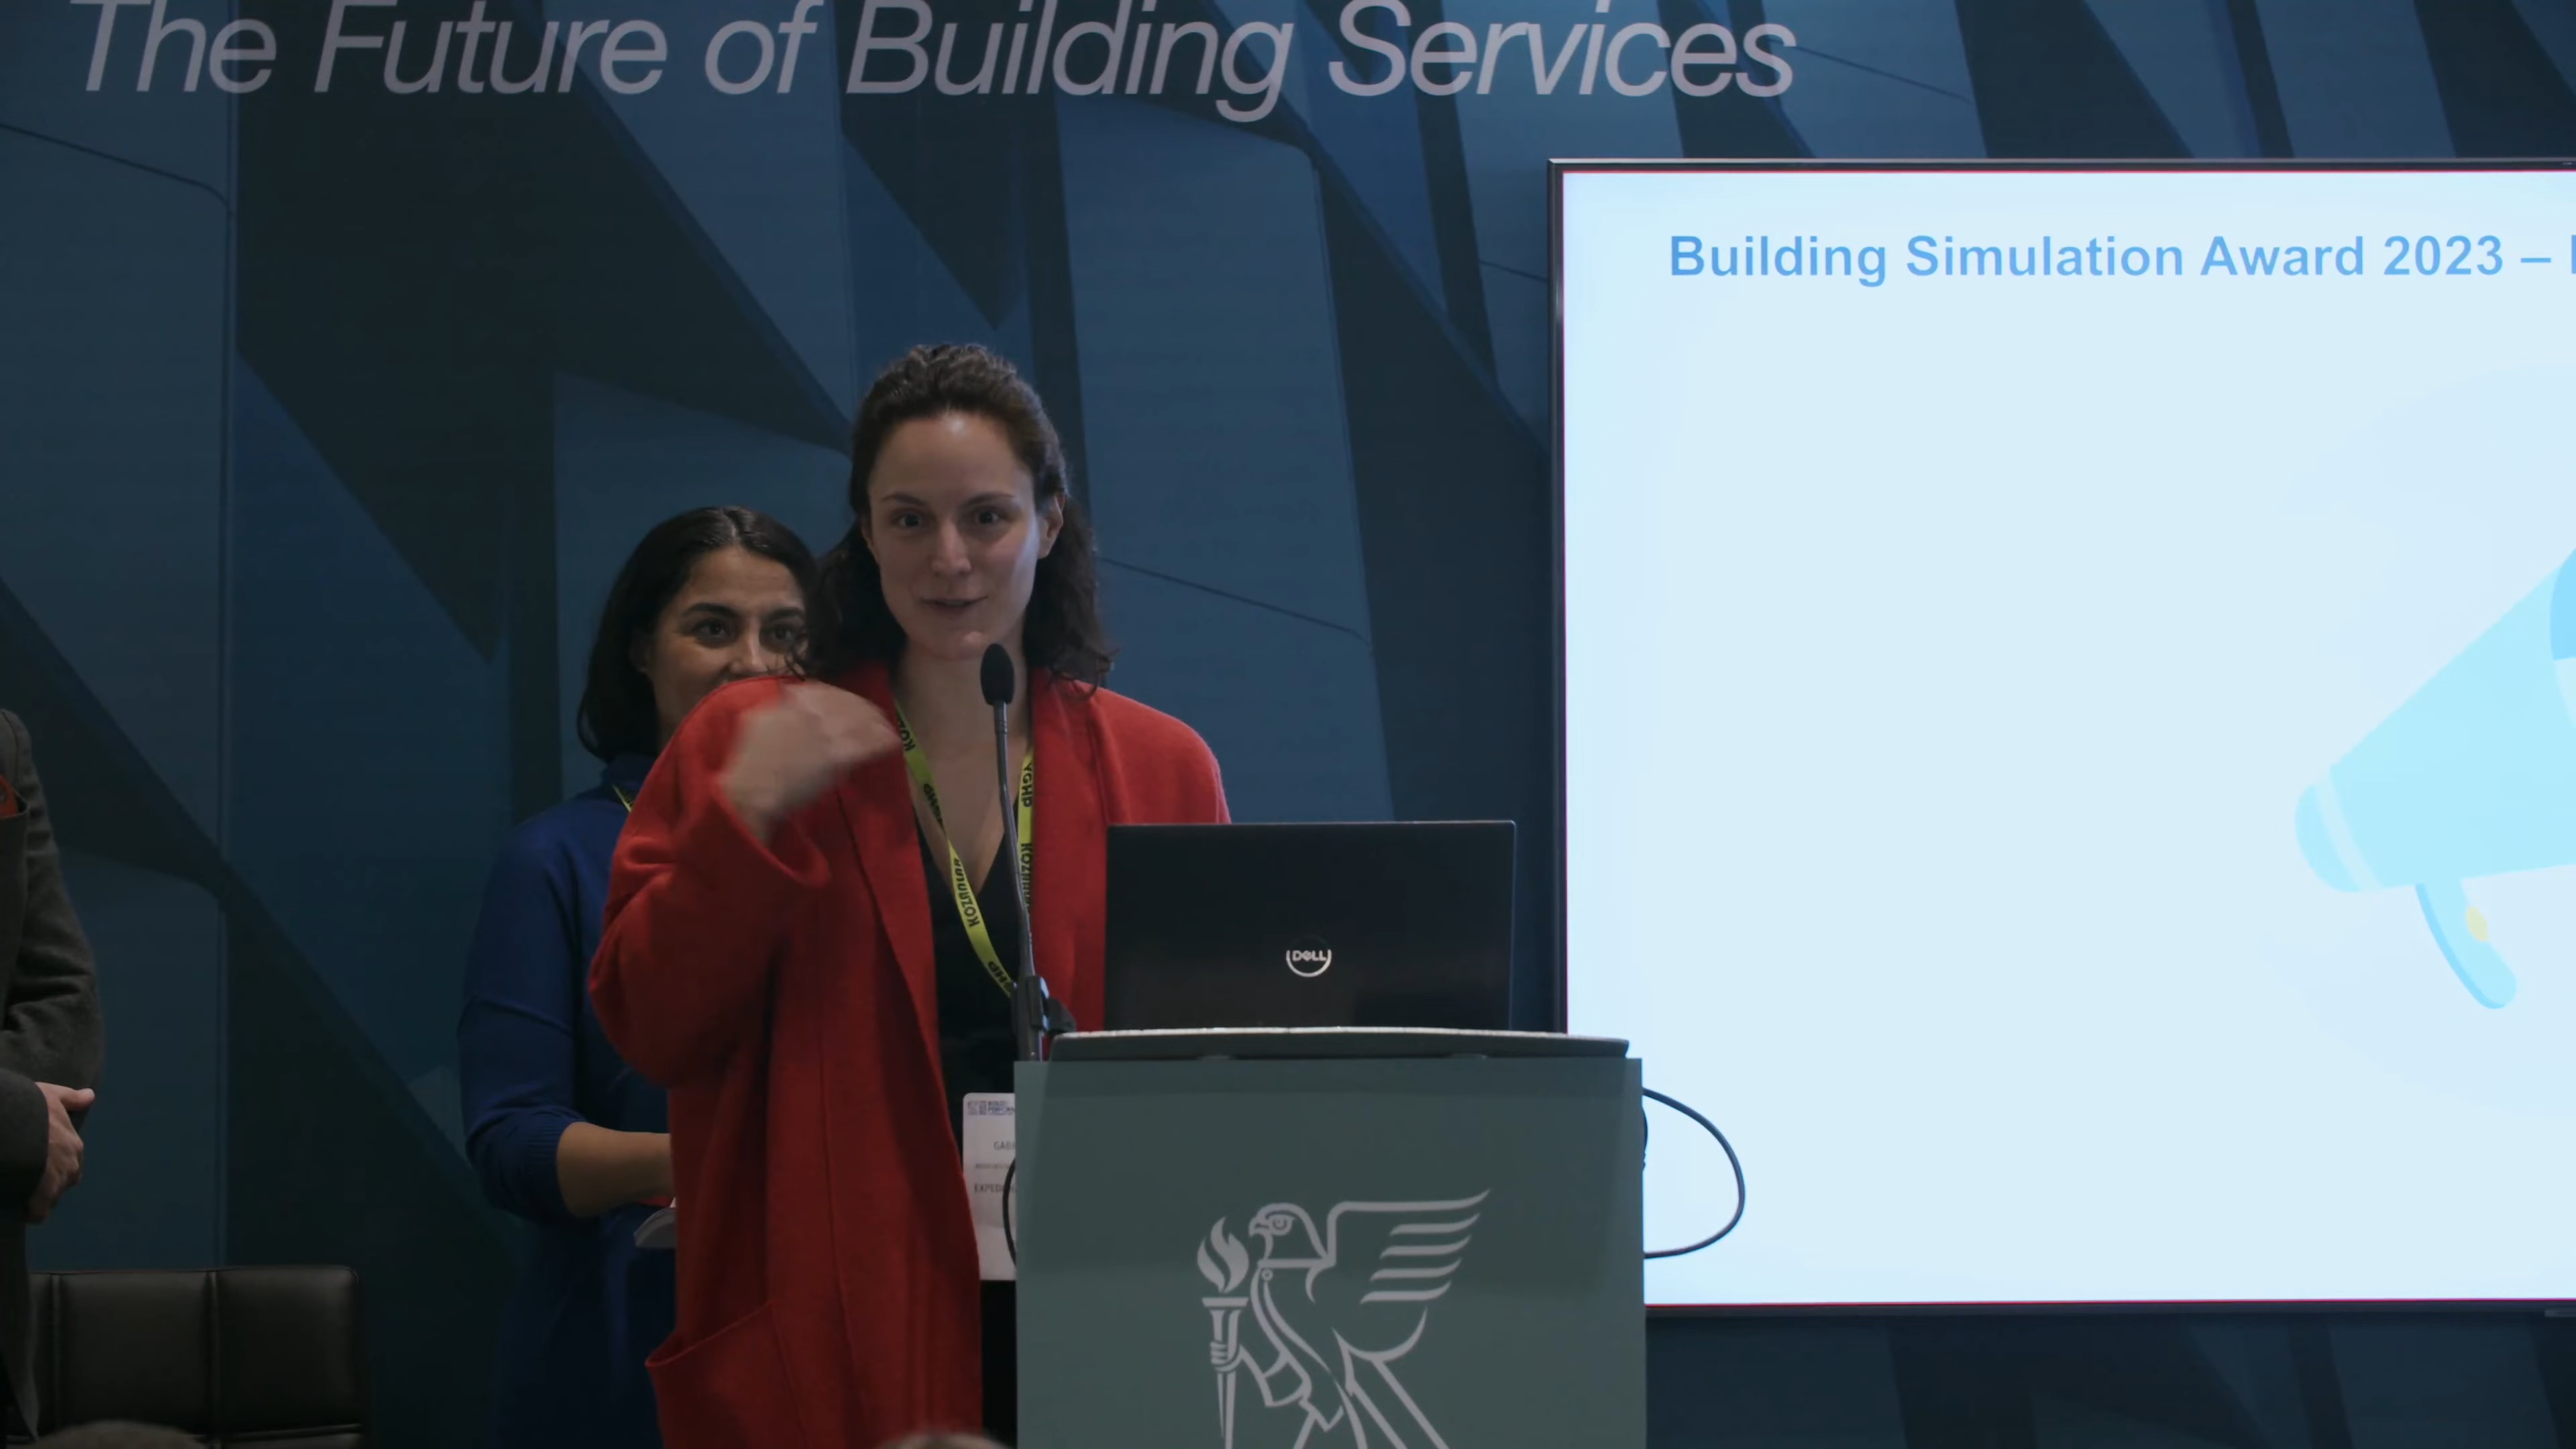 The Future of Building Services
Building Simulation Award 2023 –
DELL